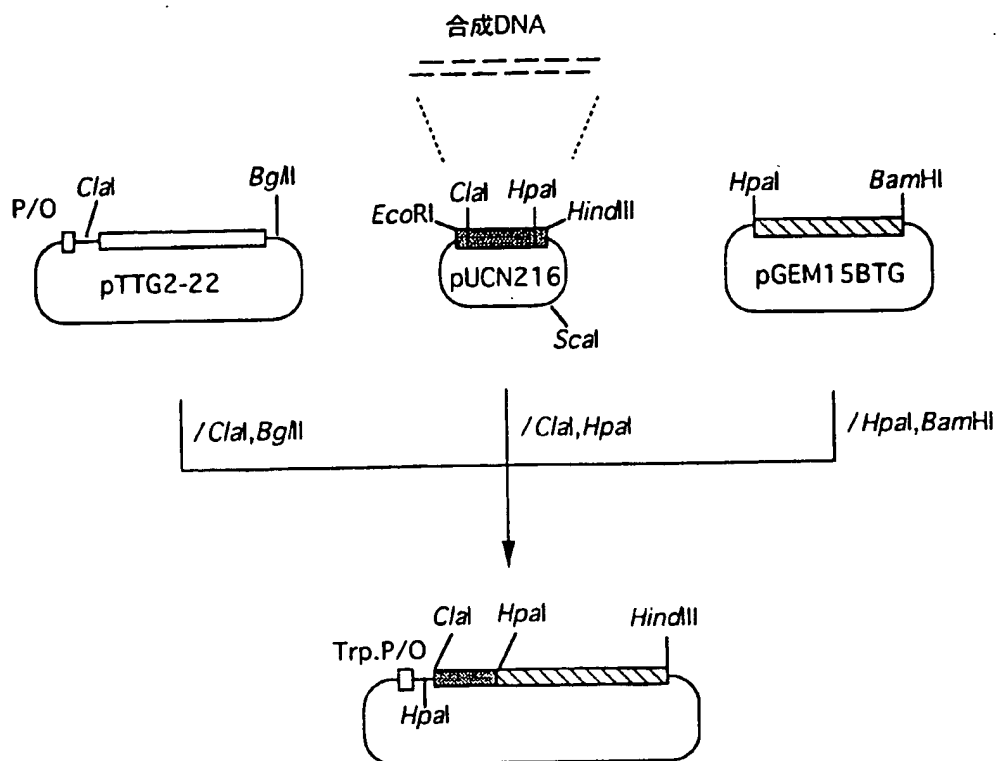 合成DNA
P/O
ClaI
BglII
pTTG2-22
EcoRI
ClaI
HpaI
HindIII
pUCN216
ScaI
HpaI
BamHI
pGEM15BTG
/ClaI,BglII
/ClaI,HpaI
/HpaI,BamHI
Trp.P/O
ClaI
HpaI
HindIII
HpaI